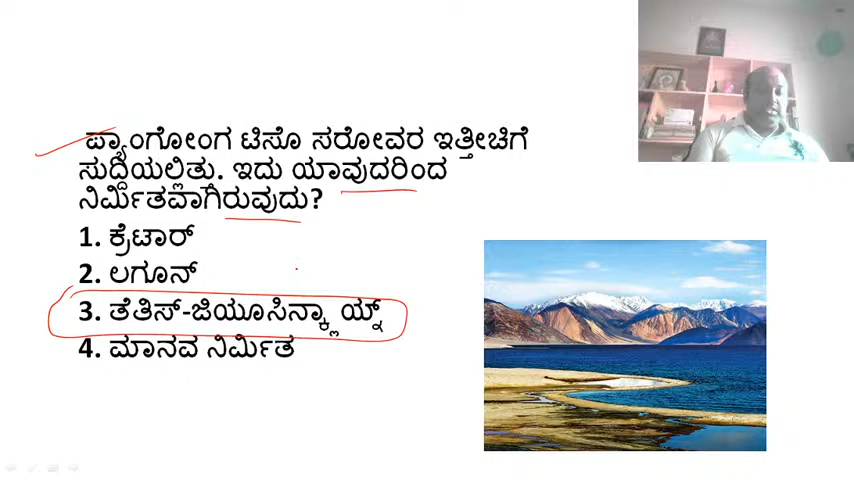 ಪ್ಯಾಂಗೋಂಗ ಟಿಸೊ ಸರೋವರ ಇತ್ತೀಚಿಗೆ
ಸುದ್ದಿಯಲ್ಲಿತ್ತು. ಇದು ಯಾವುದರಿಂದ
ನಿರ್ಮಿತವಾಗಿರುವುದು?
1. ಕ್ರೆಟಾರ್
2. ಲಗೂನ್
3. ತೆತಿಸ್-ಜಿಯೂಸಿನ್ಕ್ಲಾಯ್ನ್
4. ಮಾನವ ನಿರ್ಮಿತ